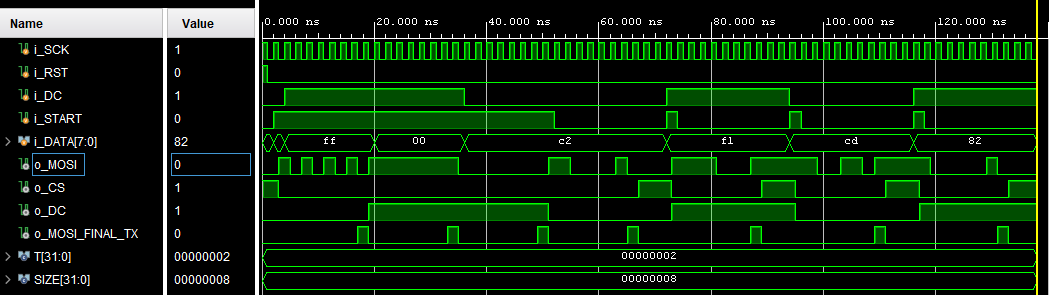 Name Value 0.000 ns 20.000 ns 40.000 ns 60.000 ns 80.000 ns 100.000 ns 120.000 ns
i_SCK 1
i_RST 0
i_DC 1
i_START 0
i_DATA[7:0] 82 ff 00 c2 f1 cd 82
o_MOSI 0
o_CS 1
o_DC 1
o_MOSI_FINAL_TX 0
T[31:0] 00000002 00000002
SIZE[31:0] 00000008 00000008